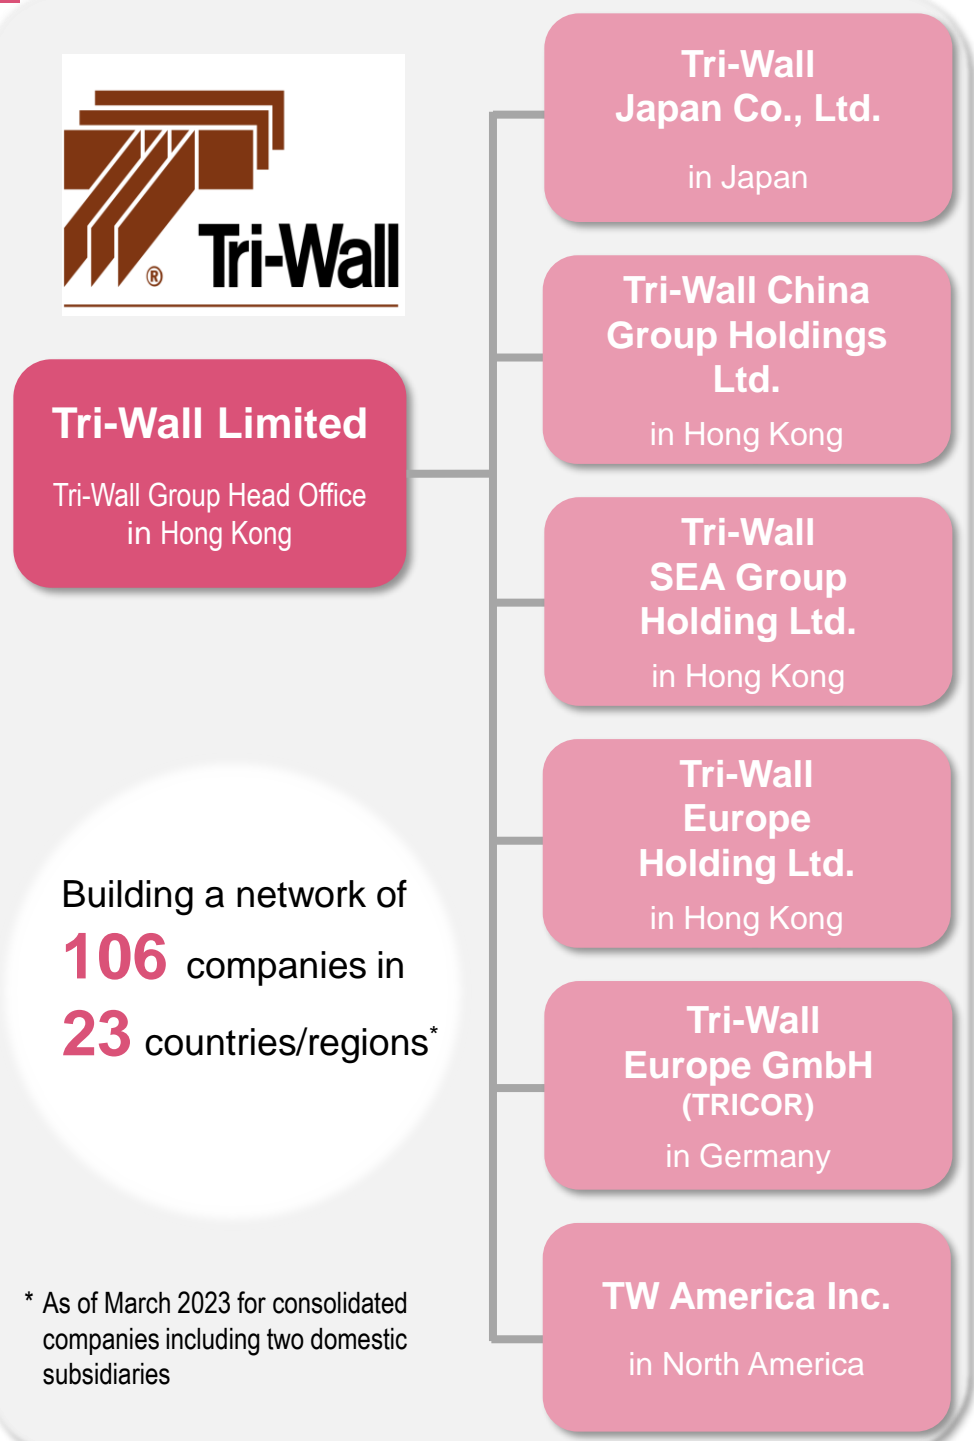 ® Tri-Wall
Tri-Wall Limited
Tri-Wall Group Head Office
in Hong Kong
Building a network of
106 companies in
23 countries/regions*
* As of March 2023 for consolidated
companies including two domestic
subsidiaries
Tri-Wall
Japan Co., Ltd.
in Japan
Tri-Wall China
Group Holdings
Ltd.
in Hong Kong
Tri-Wall
SEA Group
Holding Ltd.
in Hong Kong
Tri-Wall
Europe
Holding Ltd.
in Hong Kong
Tri-Wall
Europe GmbH
(TRICOR)
in Germany
TW America Inc.
in North America